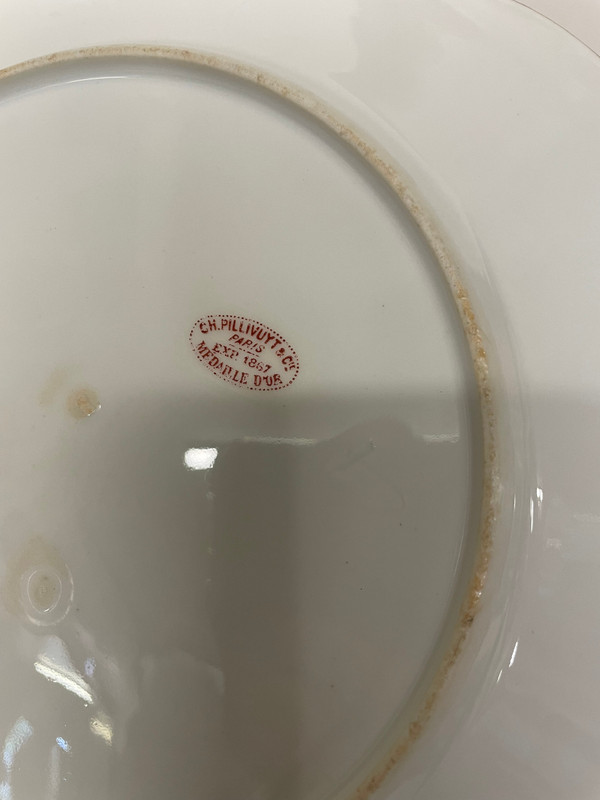 CH. PILLIVUYT & Cie
PARIS
EXP. 1867
MEDAILLE D'OR